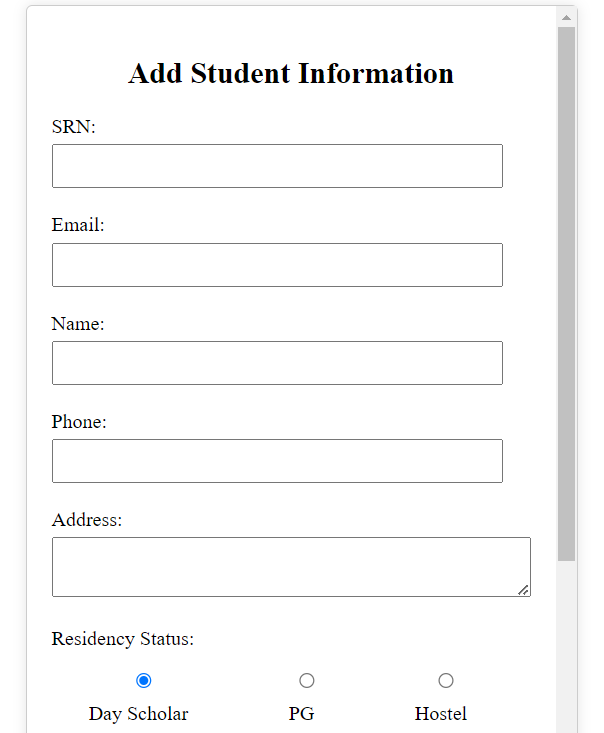 Add Student Information
SRN:
Email:
Name:
Phone:
Address:
Residency Status:
Day Scholar PG Hostel